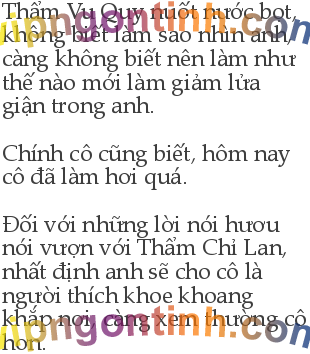 Thẩm Vu Quy nuốt nước bọt,
không biết làm sao nhìn anh,
càng không biết nên làm như
thế nào mới làm giảm lửa
giận trong anh.
Chính cô cũng biết, hôm nay
cô đã làm hơi quá.
Đối với những lời nói hươu
nói vượn với Thẩm Chỉ Lan,
nhất định anh sẽ cho cô là
người thích khoe khoang
khắp nơi, càng xem thường cô
hơn.